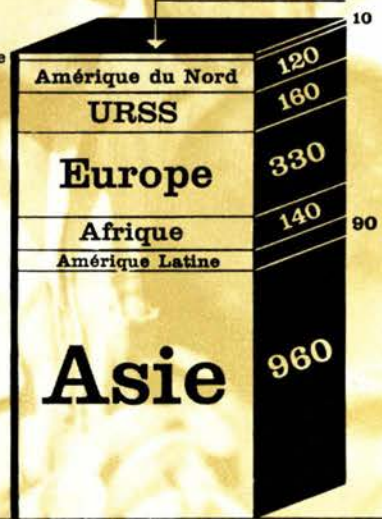 10
Amérique du Nord 120
URSS 160
Europe 330
Afrique 140
Amérique Latine 90
Asie 960